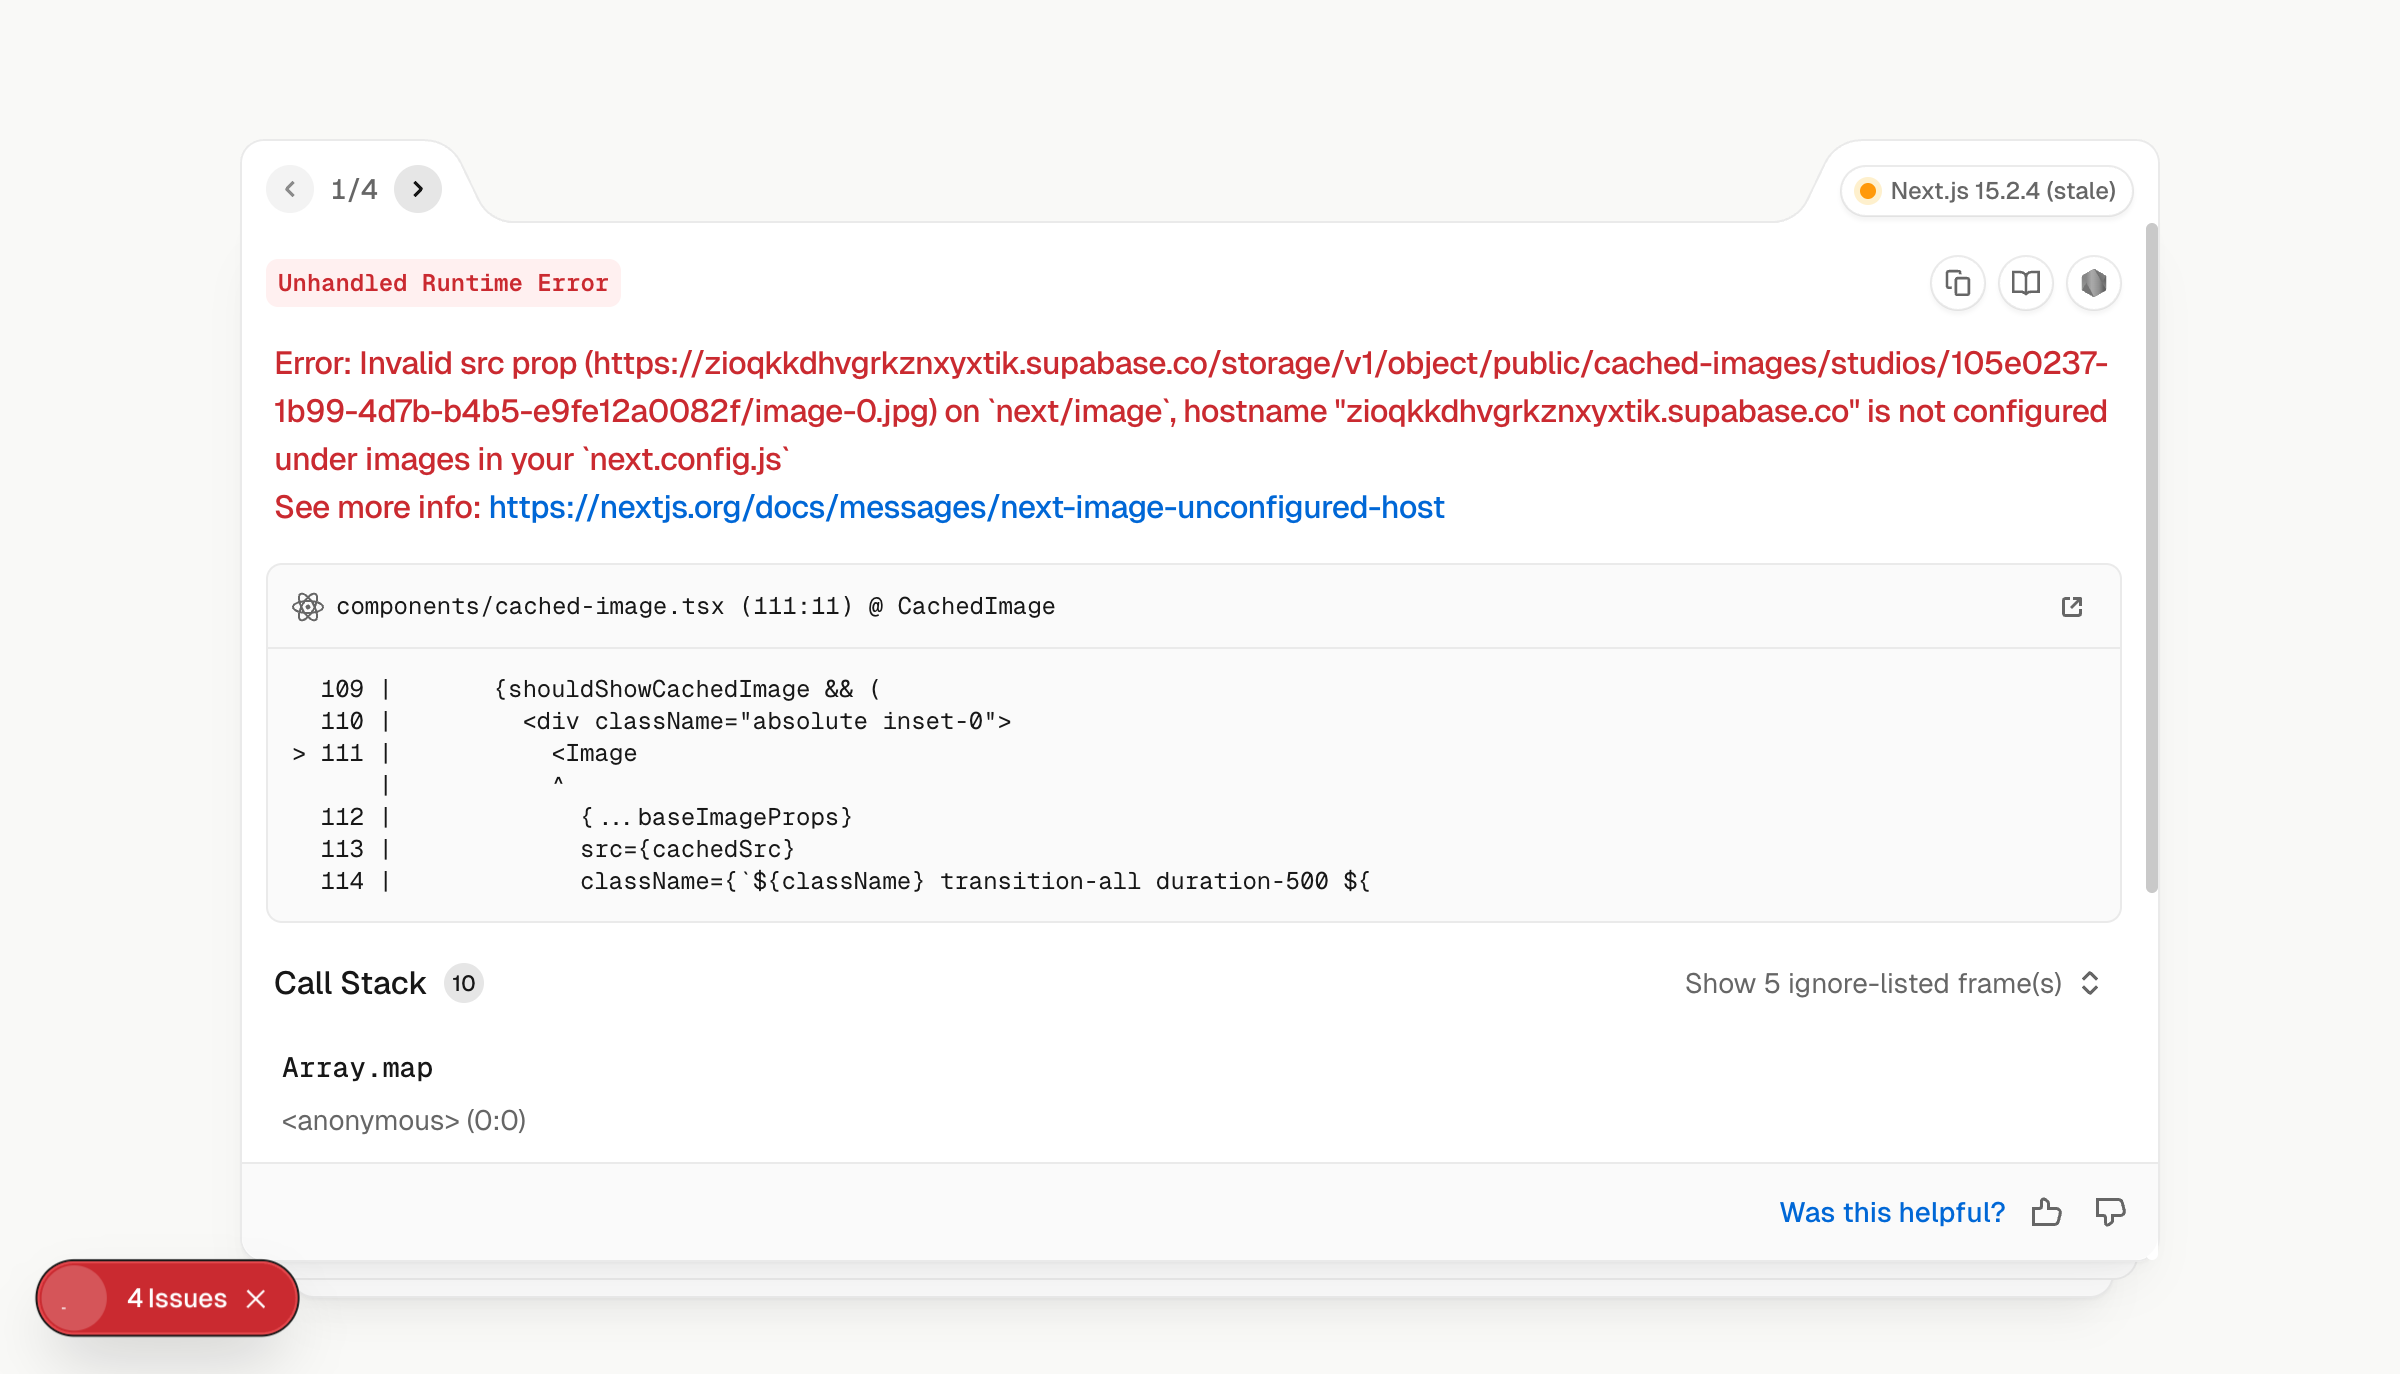 1/4
Next.js 15.2.4 (stale)
Unhandled Runtime Error
Error: Invalid src prop (https://zioqkkdhvgrkznxyxtik.supabase.co/storage/v1/object/public/cached-images/studios/105e0237-
1b99-4d7b-b4b5-e9fe12a0082f/image-0.jpg) on `next/image`, hostname "zioqkkdhvgrkznxyxtik.supabase.co" is not configured
under images in your `next.config.js`
See more info: https://nextjs.org/docs/messages/next-image-unconfigured-host
components/cached-image.tsx (111:11) @ CachedImage
  109 |       {shouldShowCachedImage && (
  110 |         <div className="absolute inset-0">
> 111 |           <Image
      |           ^
  112 |             {...baseImageProps}
  113 |             src={cachedSrc}
  114 |             className={`${className} transition-all duration-500 ${
Call Stack 10
Show 5 ignore-listed frame(s)
Array.map
<anonymous> (0:0)
Was this helpful?
4 Issues